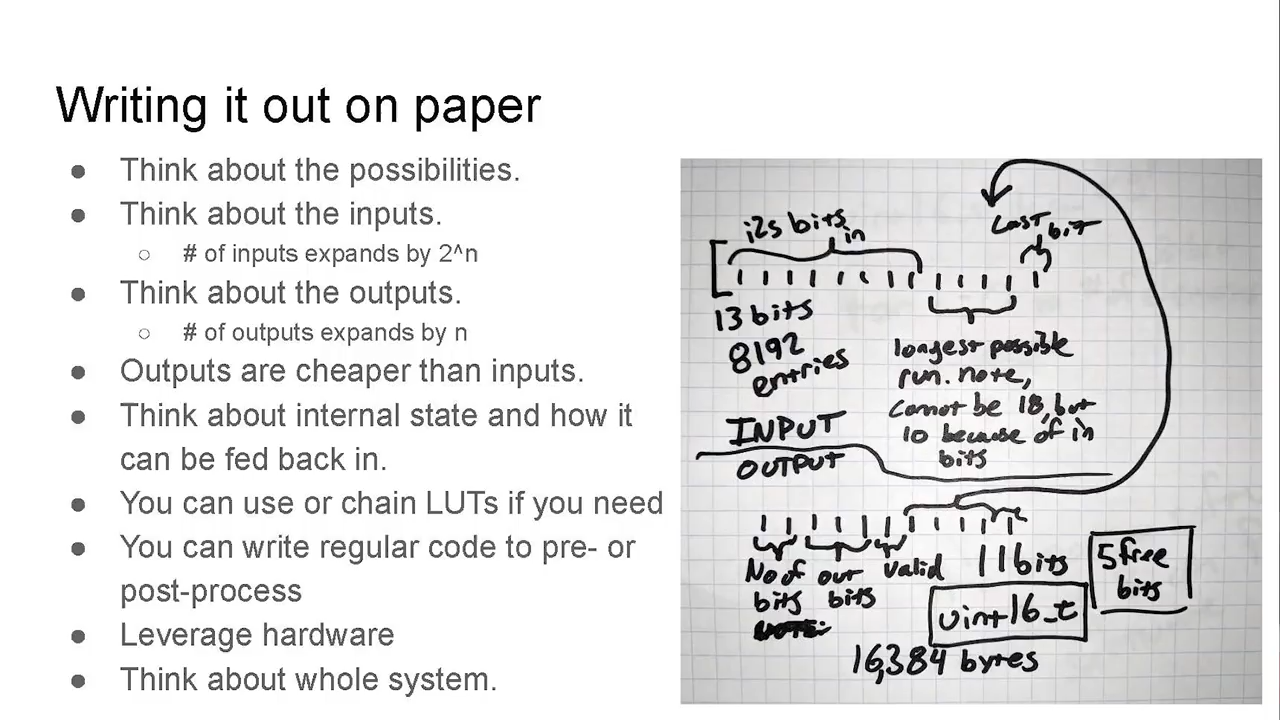 Writing it out on paper
● Think about the possibilities.
● Think about the inputs.
○ # of inputs expands by 2^n
● Think about the outputs.
○ # of outputs expands by n
● Outputs are cheaper than inputs.
● Think about internal state and how it
can be fed back in.
● You can use or chain LUTs if you need
● You can write regular code to pre- or
post-process
● Leverage hardware
● Think about whole system.
i2s bits in
Last bit
13 bits
8192
entries
longest possible
run. note,
cannot be 18, but
10 because of in
bits
INPUT
OUTPUT
No of
bits
our
bits
Valid
11 bits
5 free
bits
uint16_t
16,384 bytes